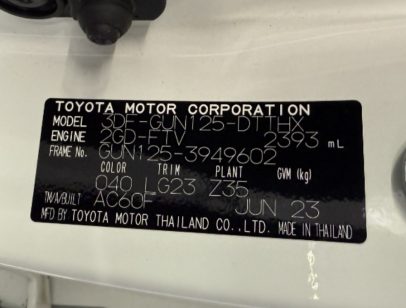 TOYOTA MOTOR CORPORATION
MODEL 3DF-GUN125-DTTHX
ENGINE 2GD-FTV 2393 mL
FRAME No. GUN125-3949602
COLOR TRIM PLANT GVM (kg)
040 LG23 Z35
TM/A/BUILT AC60F JUN 23
MFD BY TOYOTA MOTOR THAILAND CO.,LTD. MADE IN THAILAND